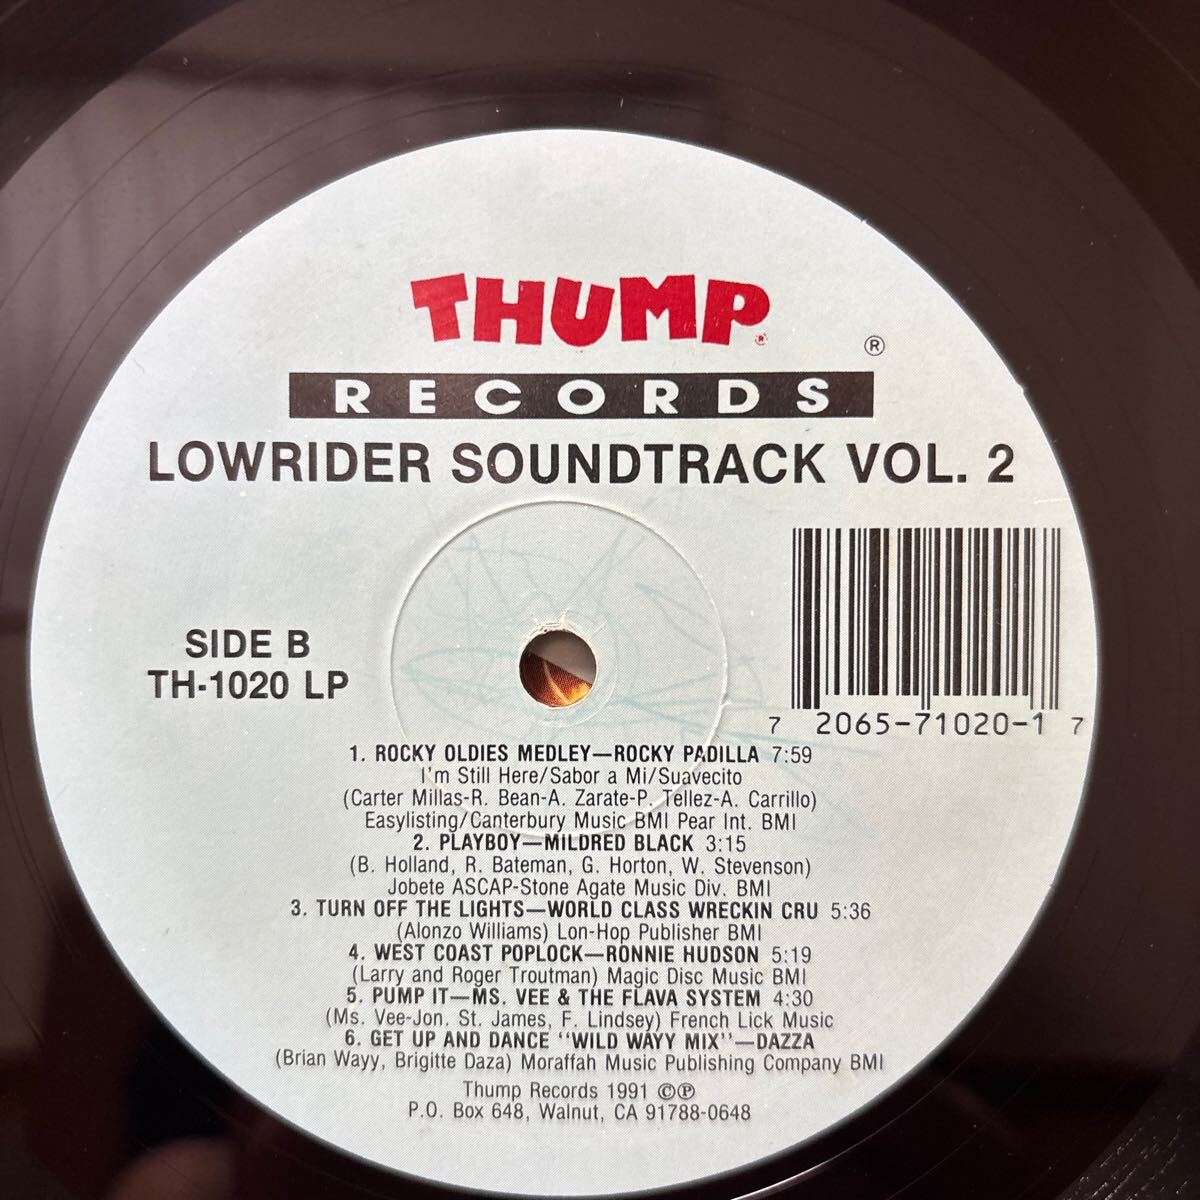 THUMP ®
®
RECORDS
LOWRIDER SOUNDTRACK VOL. 2
SIDE B
TH-1020 LP
7 2065-71020-1 7
1. ROCKY OLDIES MEDLEY—ROCKY PADILLA 7:59
I'm Still Here/Sabor a Mi/Suavecito
(Carter Millas-R. Bean-A. Zarate-P. Tellez-A. Carrillo)
Easylisting/Canterbury Music BMI Pear Int. BMI
2. PLAYBOY—MILDRED BLACK 3:15
(B. Holland, R. Bateman, G. Horton, W. Stevenson)
Jobete ASCAP-Stone Agate Music Div. BMI
3. TURN OFF THE LIGHTS—WORLD CLASS WRECKIN CRU 5:36
(Alonzo Williams) Lon-Hop Publisher BMI
4. WEST COAST POPLOCK—RONNIE HUDSON 5:19
(Larry and Roger Troutman) Magic Disc Music BMI
5. PUMP IT—MS. VEE & THE FLAVA SYSTEM 4:30
(Ms. Vee-Jon. St. James, F. Lindsey) French Lick Music
6. GET UP AND DANCE "WILD WAYY MIX"—DAZZA
(Brian Wayy, Brigitte Daza) Moraffah Music Publishing Company BMI
Thump Records 1991 ©℗
P.O. Box 648, Walnut, CA 91788-0648